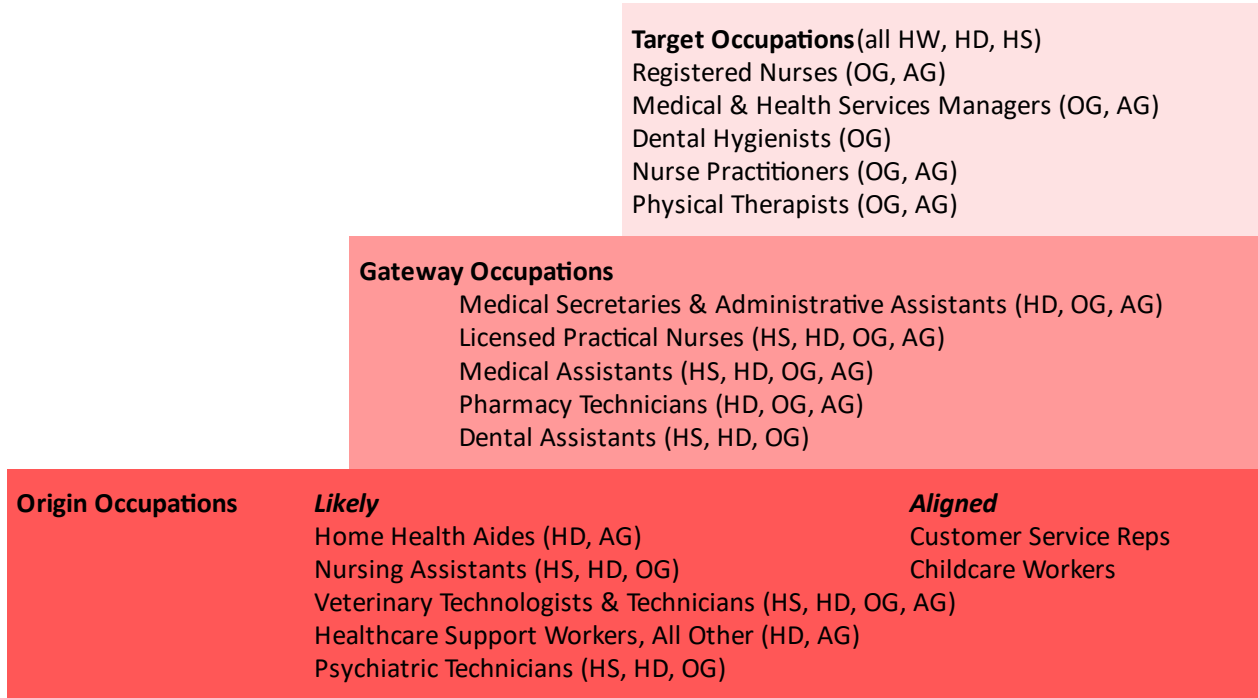 Target Occupations(all HW, HD, HS)
Registered Nurses (OG, AG)
Medical & Health Services Managers (OG, AG)
Dental Hygienists (OG)
Nurse Practitioners (OG, AG)
Physical Therapists (OG, AG)
Gateway Occupations
Medical Secretaries & Administrative Assistants (HD, OG, AG)
Licensed Practical Nurses (HS, HD, OG, AG)
Medical Assistants (HS, HD, OG, AG)
Pharmacy Technicians (HD, OG, AG)
Dental Assistants (HS, HD, OG)
Origin Occupations Likely Aligned
Home Health Aides (HD, AG) Customer Service Reps
Nursing Assistants (HS, HD, OG) Childcare Workers
Veterinary Technologists & Technicians (HS, HD, OG, AG)
Healthcare Support Workers, All Other (HD, AG)
Psychiatric Technicians (HS, HD, OG)